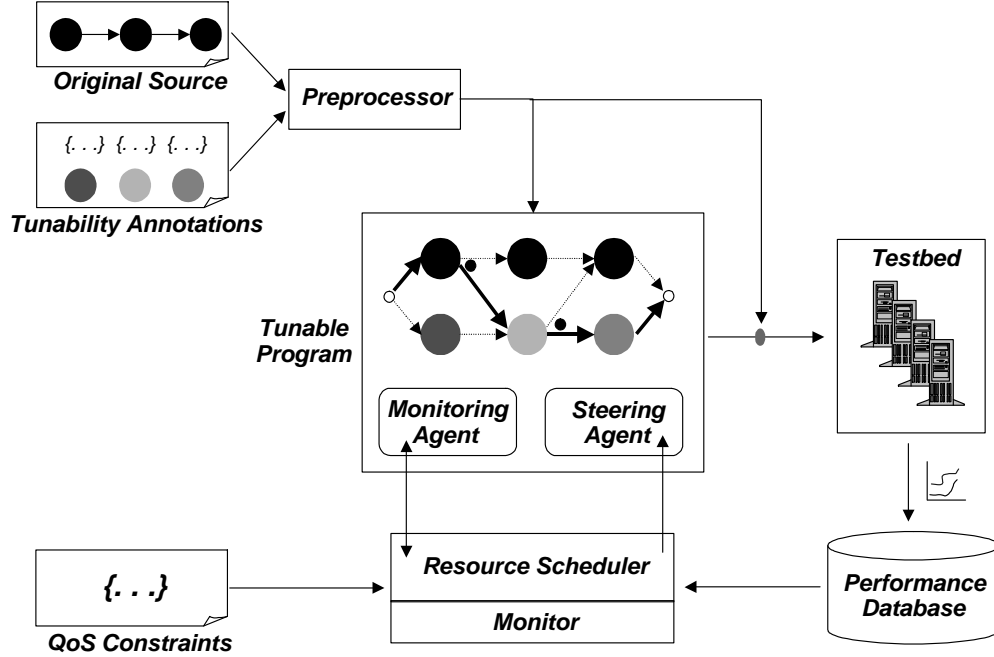 Original Source
Preprocessor
{. . .} {. . .} {. . .}
Tunability Annotations
Testbed
Tunable
Program
Monitoring
Agent
Steering
Agent
Resource Scheduler
Monitor
{. . .}
QoS Constraints
Performance
Database